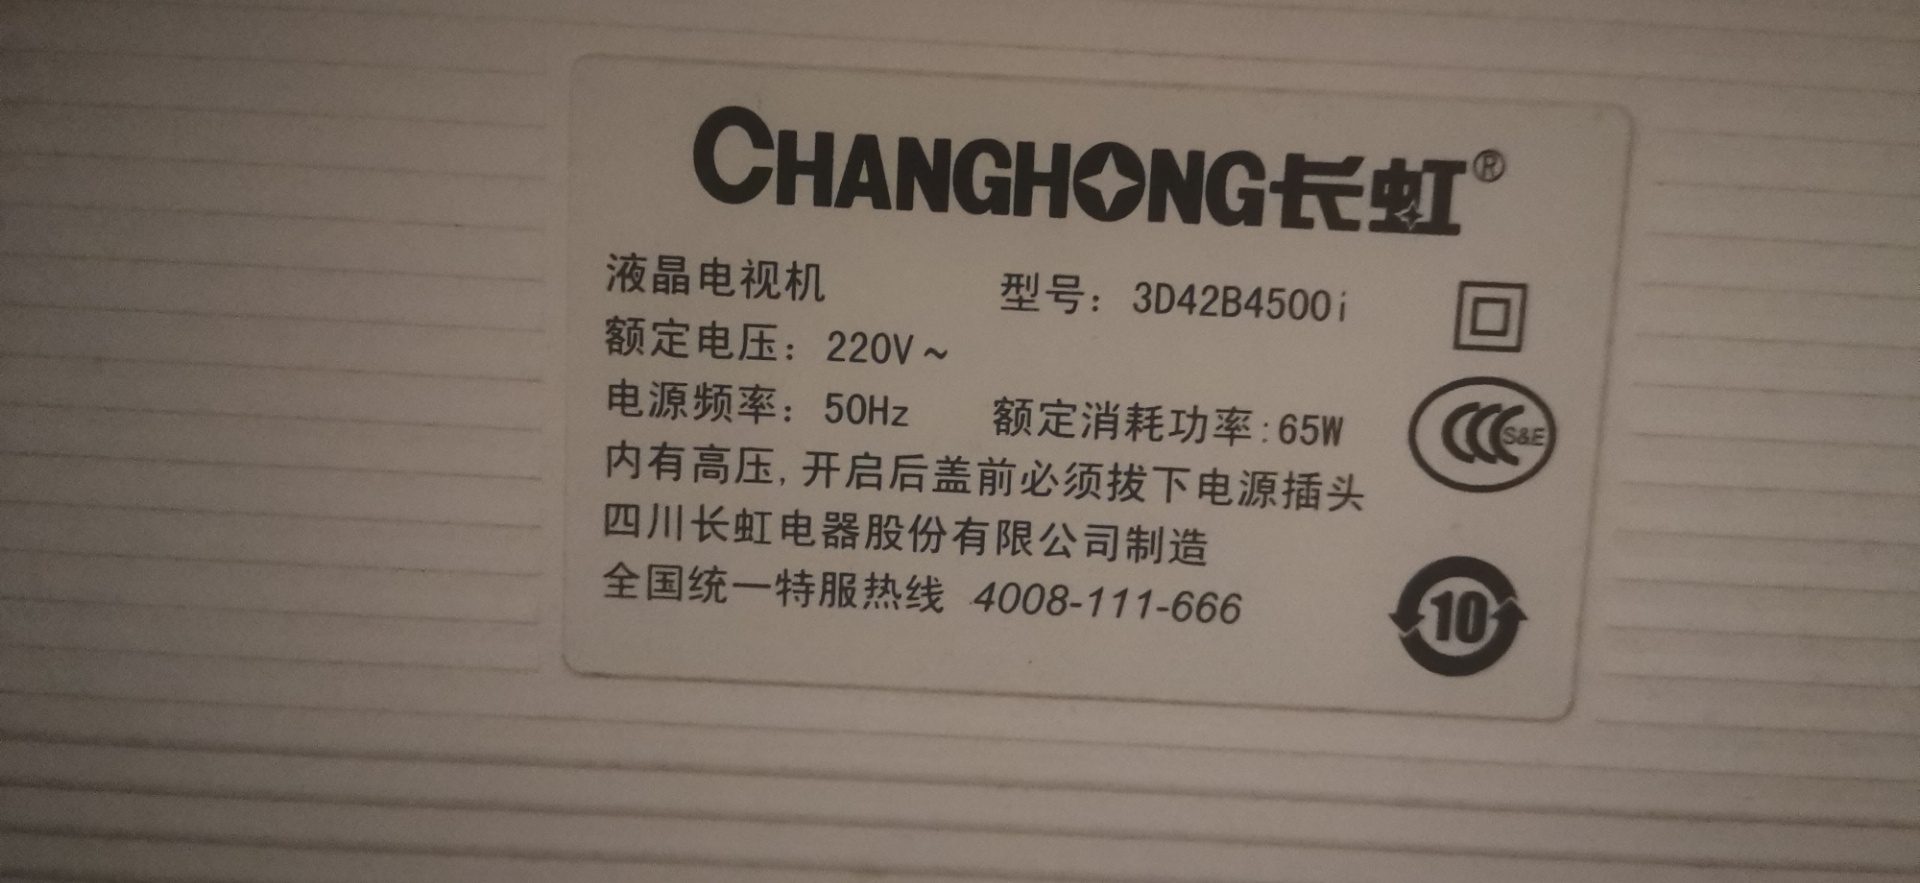 CHANGHONG长虹®
液晶电视机 型号：3D42B4500i
额定电压：220V～
电源频率：50Hz 额定消耗功率:65W
内有高压,开启后盖前必须拔下电源插头
四川长虹电器股份有限公司制造
全国统一特服热线 4008-111-666
CCC S&E
10